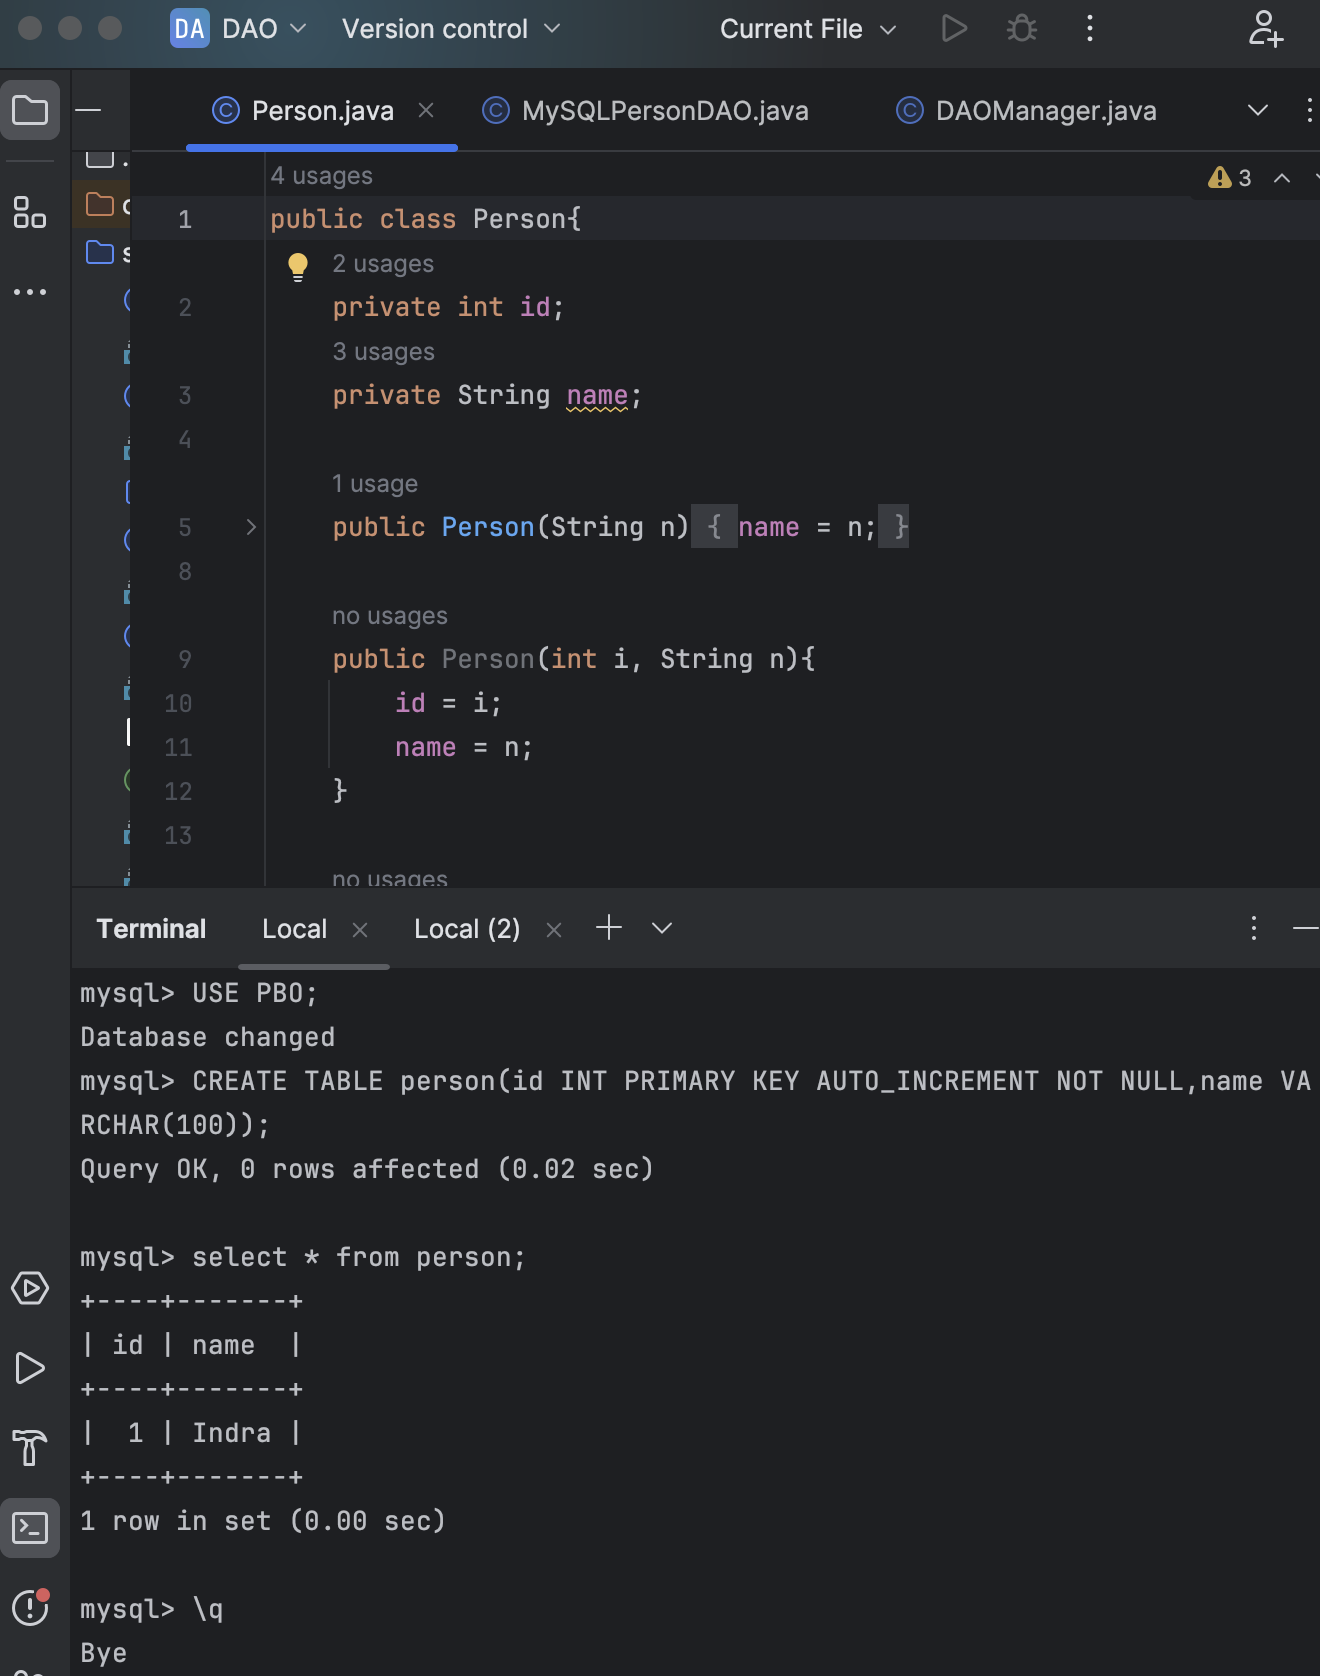 DA DAO Version control Current File
Person.java MySQLPersonDAO.java DAOManager.java
4 usages 3
1 public class Person{
2 usages
2 private int id;
3 usages
3 private String name;
4
1 usage
5 public Person(String n) { name = n; }
8
no usages
9 public Person(int i, String n){
10 id = i;
11 name = n;
12 }
13
no usages
Terminal Local Local (2)
mysql> USE PBO;
Database changed
mysql> CREATE TABLE person(id INT PRIMARY KEY AUTO_INCREMENT NOT NULL,name VA
RCHAR(100));
Query OK, 0 rows affected (0.02 sec)
mysql> select * from person;
+----+-------+
| id | name  |
+----+-------+
|  1 | Indra |
+----+-------+
1 row in set (0.00 sec)
mysql> \q
Bye